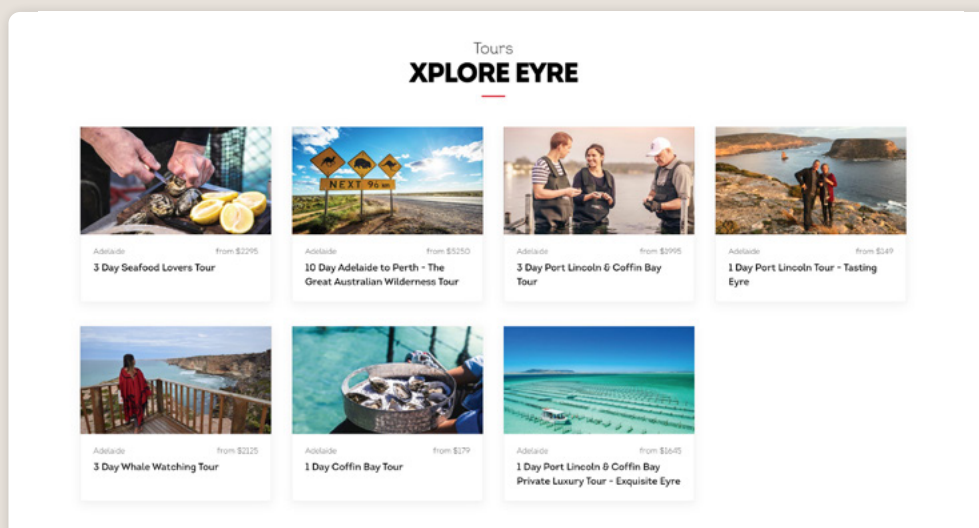 Tours
XPLORE EYRE
NEXT 96 km
Adelaide from $2295
3 Day Seafood Lovers Tour
Adelaide from $5250
10 Day Adelaide to Perth - The
Great Australian Wilderness Tour
Adelaide from $1995
3 Day Port Lincoln & Coffin Bay
Tour
Adelaide from $149
1 Day Port Lincoln Tour - Tasting
Eyre
Adelaide from $2125
3 Day Whale Watching Tour
Adelaide from $179
1 Day Coffin Bay Tour
Adelaide from $1645
1 Day Port Lincoln & Coffin Bay
Private Luxury Tour - Exquisite Eyre